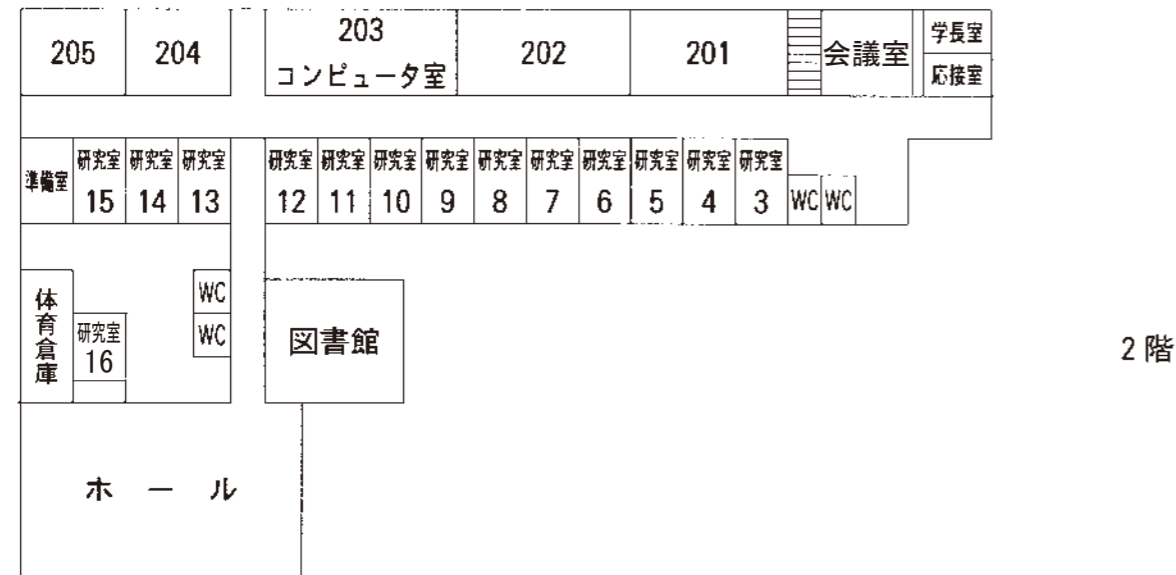 205
204
203
コンピュータ室
202
201
会議室
学長室
応接室
準備室
研究室
15
研究室
14
研究室
13
研究室
12
研究室
11
研究室
10
研究室
9
研究室
8
研究室
7
研究室
6
研究室
5
研究室
4
研究室
3
WC
WC
体育倉庫
研究室
16
WC
WC
図書館
2階
ホール